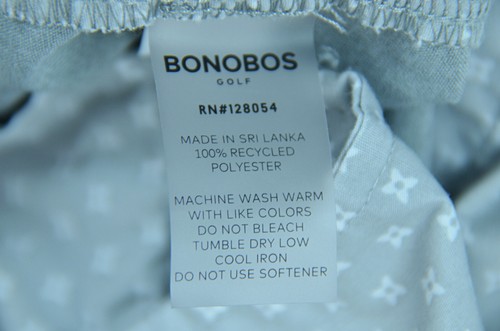 BONOBOS
GOLF
RN#128054
MADE IN SRI LANKA
100% RECYCLED
POLYESTER
MACHINE WASH WARM
WITH LIKE COLORS
DO NOT BLEACH
TUMBLE DRY LOW
COOL IRON
DO NOT USE SOFTENER